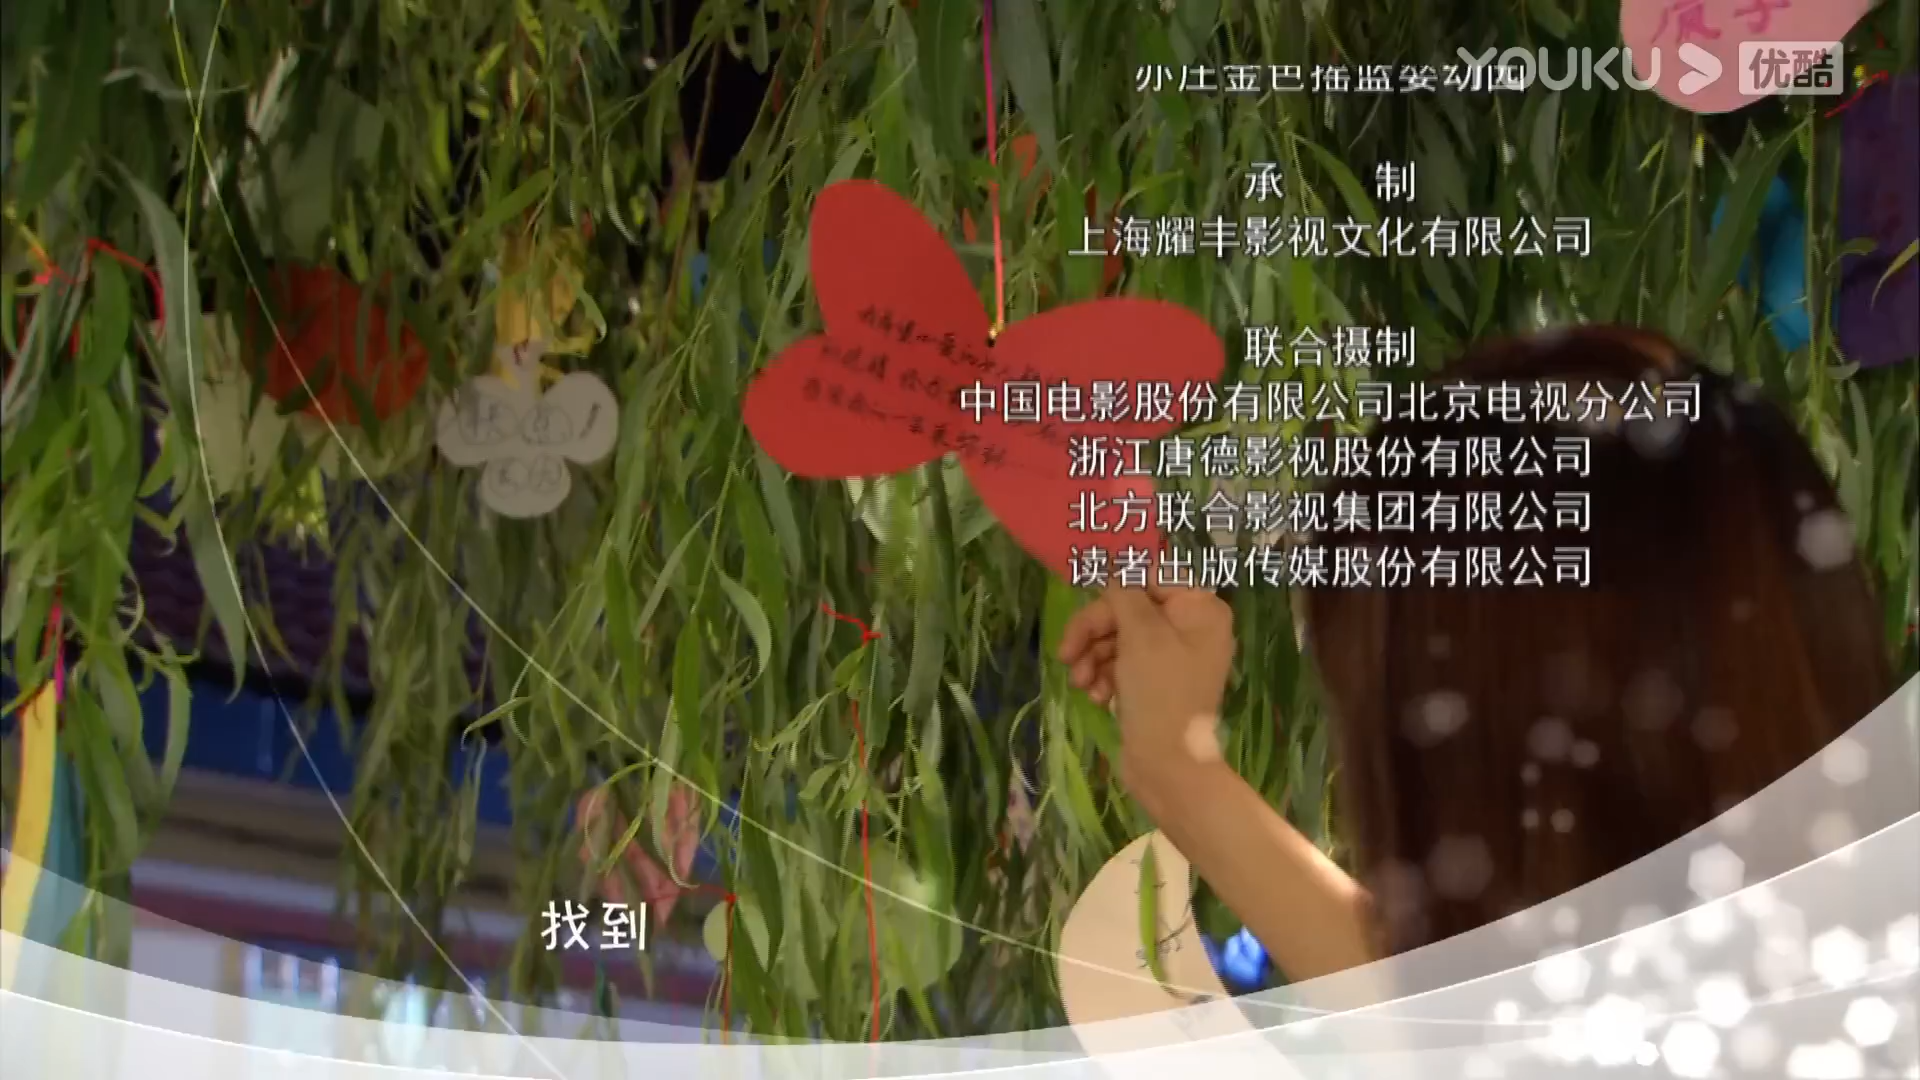 疯子
YOUKU 优酷
承 制
上海耀丰影视文化有限公司
联合摄制
中国电影股份有限公司北京电视分公司
浙江唐德影视股份有限公司
北方联合影视集团有限公司
读者出版传媒股份有限公司
找到